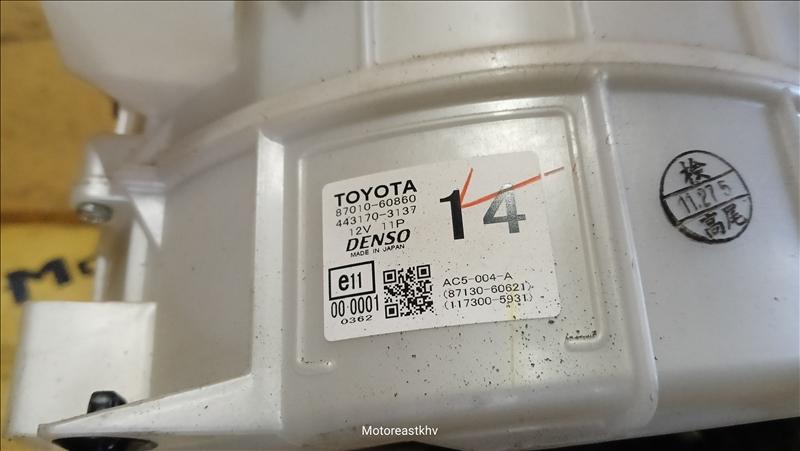 TOYOTA
87010-60860
443170-3137
12V 11P
DENSO
MADE IN JAPAN
14
e11
00 0001
0362
AC5-004-A
(87130-60621)
(117300-5931)
検
11.27.5
高尾
Motoreastkhv